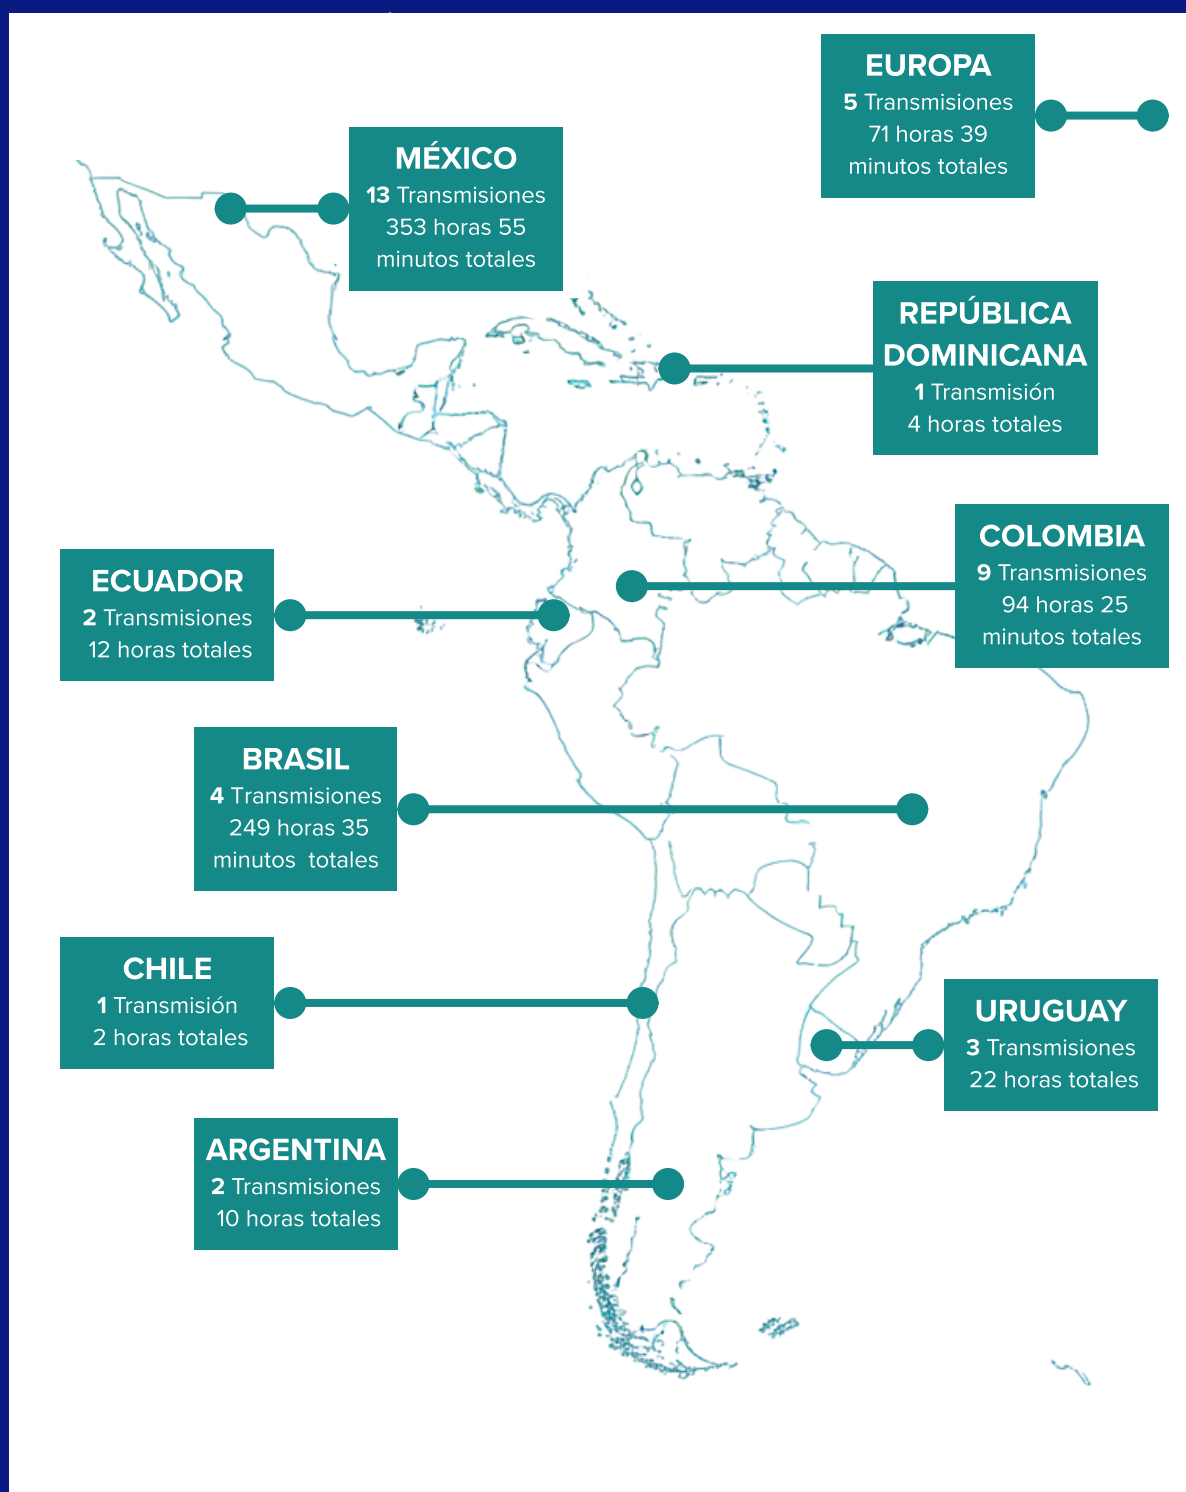 EUROPA
5 Transmisiones
71 horas 39
minutos totales
MÉXICO
13 Transmisiones
353 horas 55
minutos totales
REPÚBLICA
DOMINICANA
1 Transmisión
4 horas totales
COLOMBIA
9 Transmisiones
94 horas 25
minutos totales
ECUADOR
2 Transmisiones
12 horas totales
BRASIL
4 Transmisiones
249 horas 35
minutos totales
CHILE
1 Transmisión
2 horas totales
URUGUAY
3 Transmisiones
22 horas totales
ARGENTINA
2 Transmisiones
10 horas totales